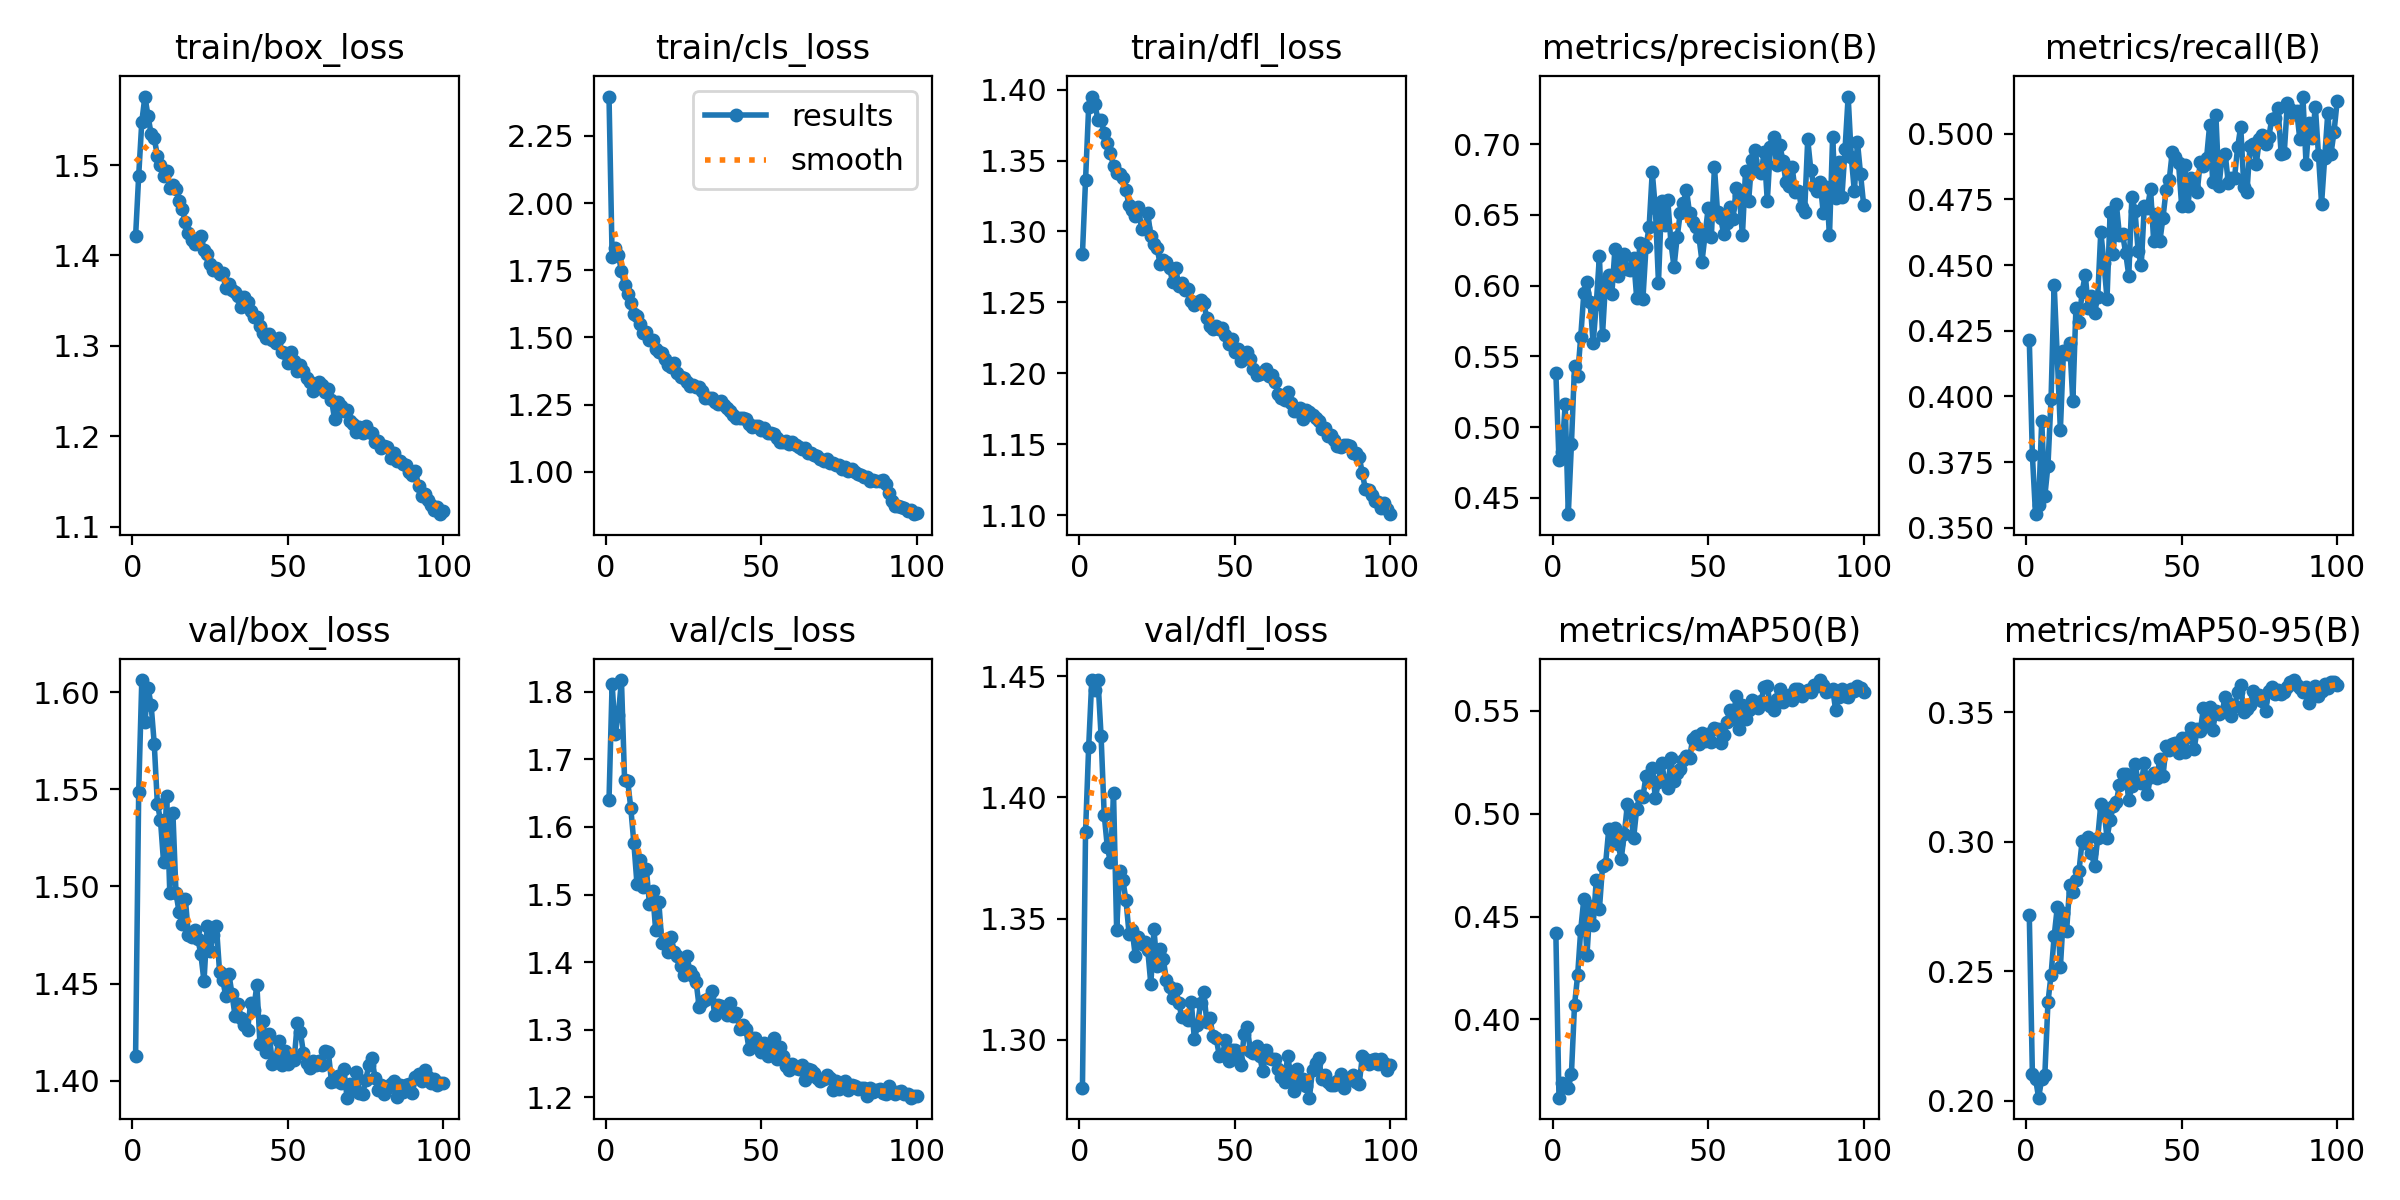 train/box_loss
1.5
1.4
1.3
1.2
1.1
0 50 100
train/cls_loss
results
smooth
2.25
2.00
1.75
1.50
1.25
1.00
0 50 100
train/dfl_loss
1.40
1.35
1.30
1.25
1.20
1.15
1.10
0 50 100
metrics/precision(B)
0.70
0.65
0.60
0.55
0.50
0.45
0 50 100
metrics/recall(B)
0.500
0.475
0.450
0.425
0.400
0.375
0.350
0 50 100
val/box_loss
1.60
1.55
1.50
1.45
1.40
0 50 100
val/cls_loss
1.8
1.7
1.6
1.5
1.4
1.3
1.2
0 50 100
val/dfl_loss
1.45
1.40
1.35
1.30
0 50 100
metrics/mAP50(B)
0.55
0.50
0.45
0.40
0 50 100
metrics/mAP50-95(B)
0.35
0.30
0.25
0.20
0 50 100